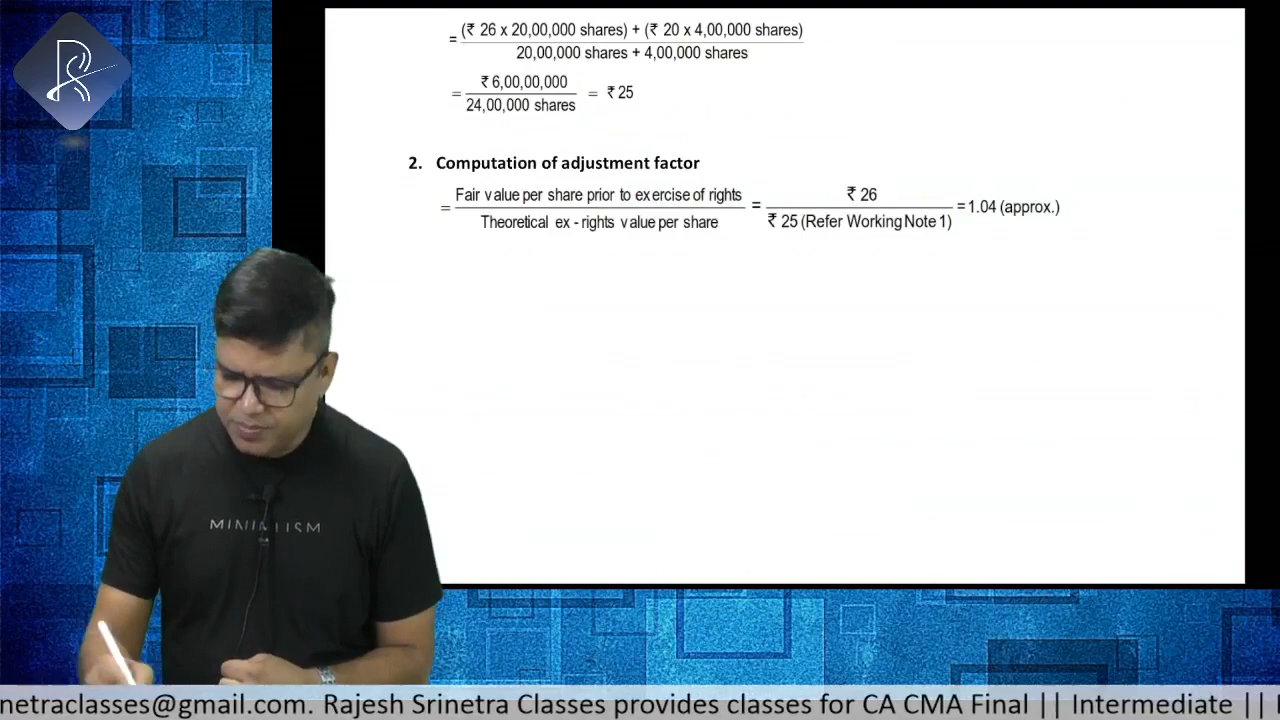 = (₹ 26 x 20,00,000 shares) + (₹ 20 x 4,00,000 shares)
20,00,000 shares + 4,00,000 shares
= ₹ 6,00,00,000
24,00,000 shares
= ₹ 25
2. Computation of adjustment factor
= Fair value per share prior to exercise of rights
Theoretical ex - rights value per share
= ₹ 26
₹ 25 (Refer Working Note 1)
= 1.04 (approx.)
MINIMLISM
netraclasses@gmail.com. Rajesh Srinetra Classes provides classes for CA CMA Final || Intermediate ||